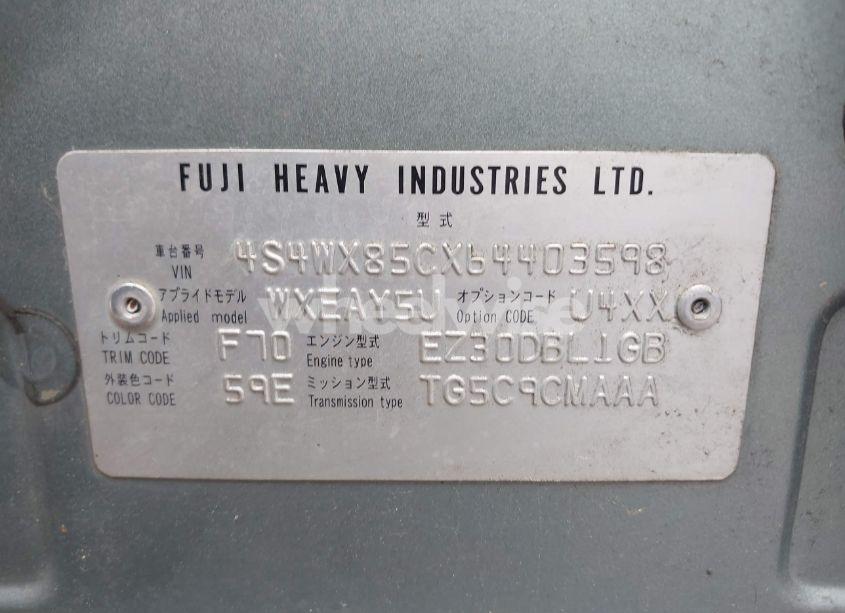 FUJI HEAVY INDUSTRIES LTD.
型式
車台番号 VIN 4S4WX85CX64403598
アプライドモデル Applied model WXEAY5U オプションコード Option CODE U4XX
トリムコード TRIM CODE F70 エンジン型式 Engine type EZ30DBL1GB
外装色コード COLOR CODE 59E ミッション型式 Transmission type TG5C9CMAAA
wheelwise